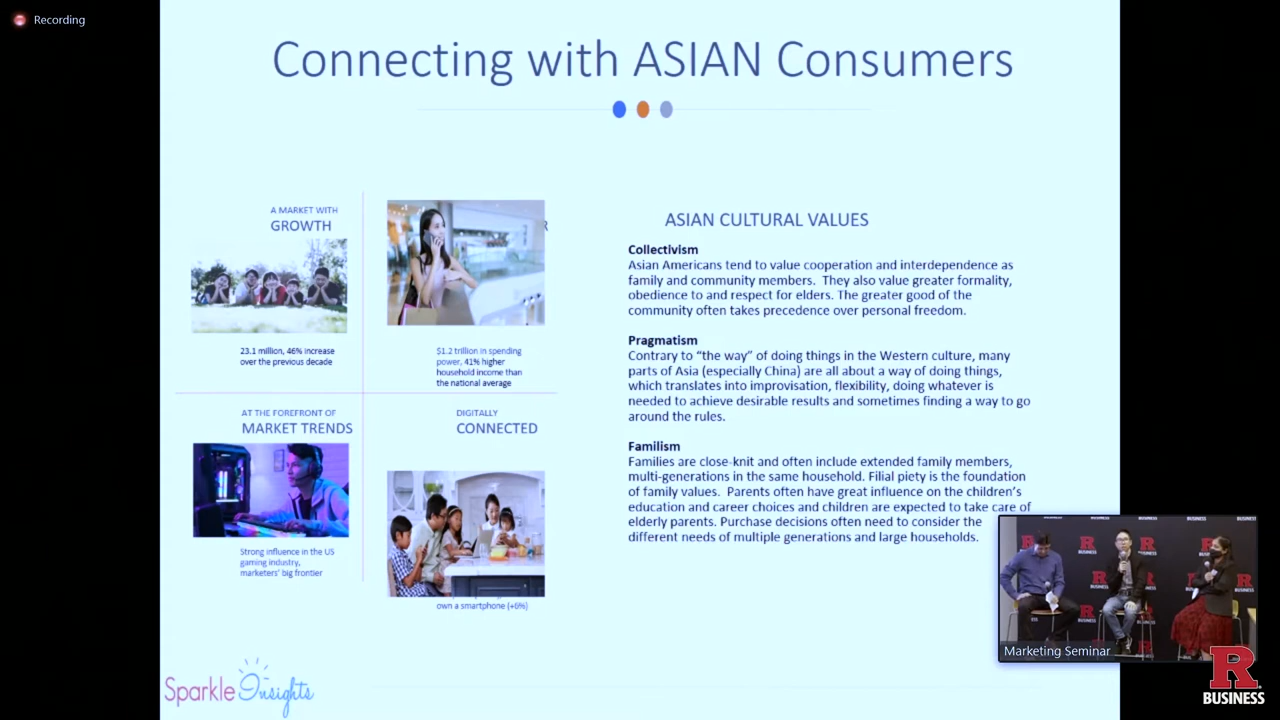 Recording
Connecting with ASIAN Consumers
A MARKET WITH
GROWTH
R
23.1 million, 46% increase
over the previous decade
$1.2 trillion in spending
power, 41% higher
household income than
the national average
AT THE FOREFRONT OF
MARKET TRENDS
Strong influence in the US
gaming industry,
marketers' big frontier
DIGITALLY
CONNECTED
own a smartphone (+6%)
ASIAN CULTURAL VALUES
Collectivism
Asian Americans tend to value cooperation and interdependence as
family and community members. They also value greater formality,
obedience to and respect for elders. The greater good of the
community often takes precedence over personal freedom.
Pragmatism
Contrary to “the way” of doing things in the Western culture, many
parts of Asia (especially China) are all about a way of doing things,
which translates into improvisation, flexibility, doing whatever is
needed to achieve desirable results and sometimes finding a way to go
around the rules.
Familism
Families are close-knit and often include extended family members,
multi-generations in the same household. Filial piety is the foundation
of family values. Parents often have great influence on the children’s
education and career choices and children are expected to take care of
elderly parents. Purchase decisions often need to consider the
different needs of multiple generations and large households.
Sparkle Insights
R
BUSINESS
R
BUSINESS
R
BUSINESS
Marketing Seminar
R
BUSINESS